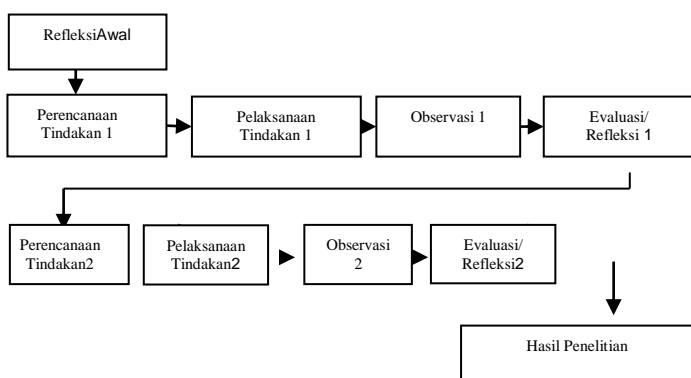 RefleksiAwal
Perencanaan
Tindakan 1
Pelaksanaan
Tindakan 1
Observasi 1
Evaluasi/
Refleksi 1
Perencanaan
Tindakan2
Pelaksanaan
Tindakan2
Observasi
2
Evaluasi/
Refleksi2
Hasil Penelitian